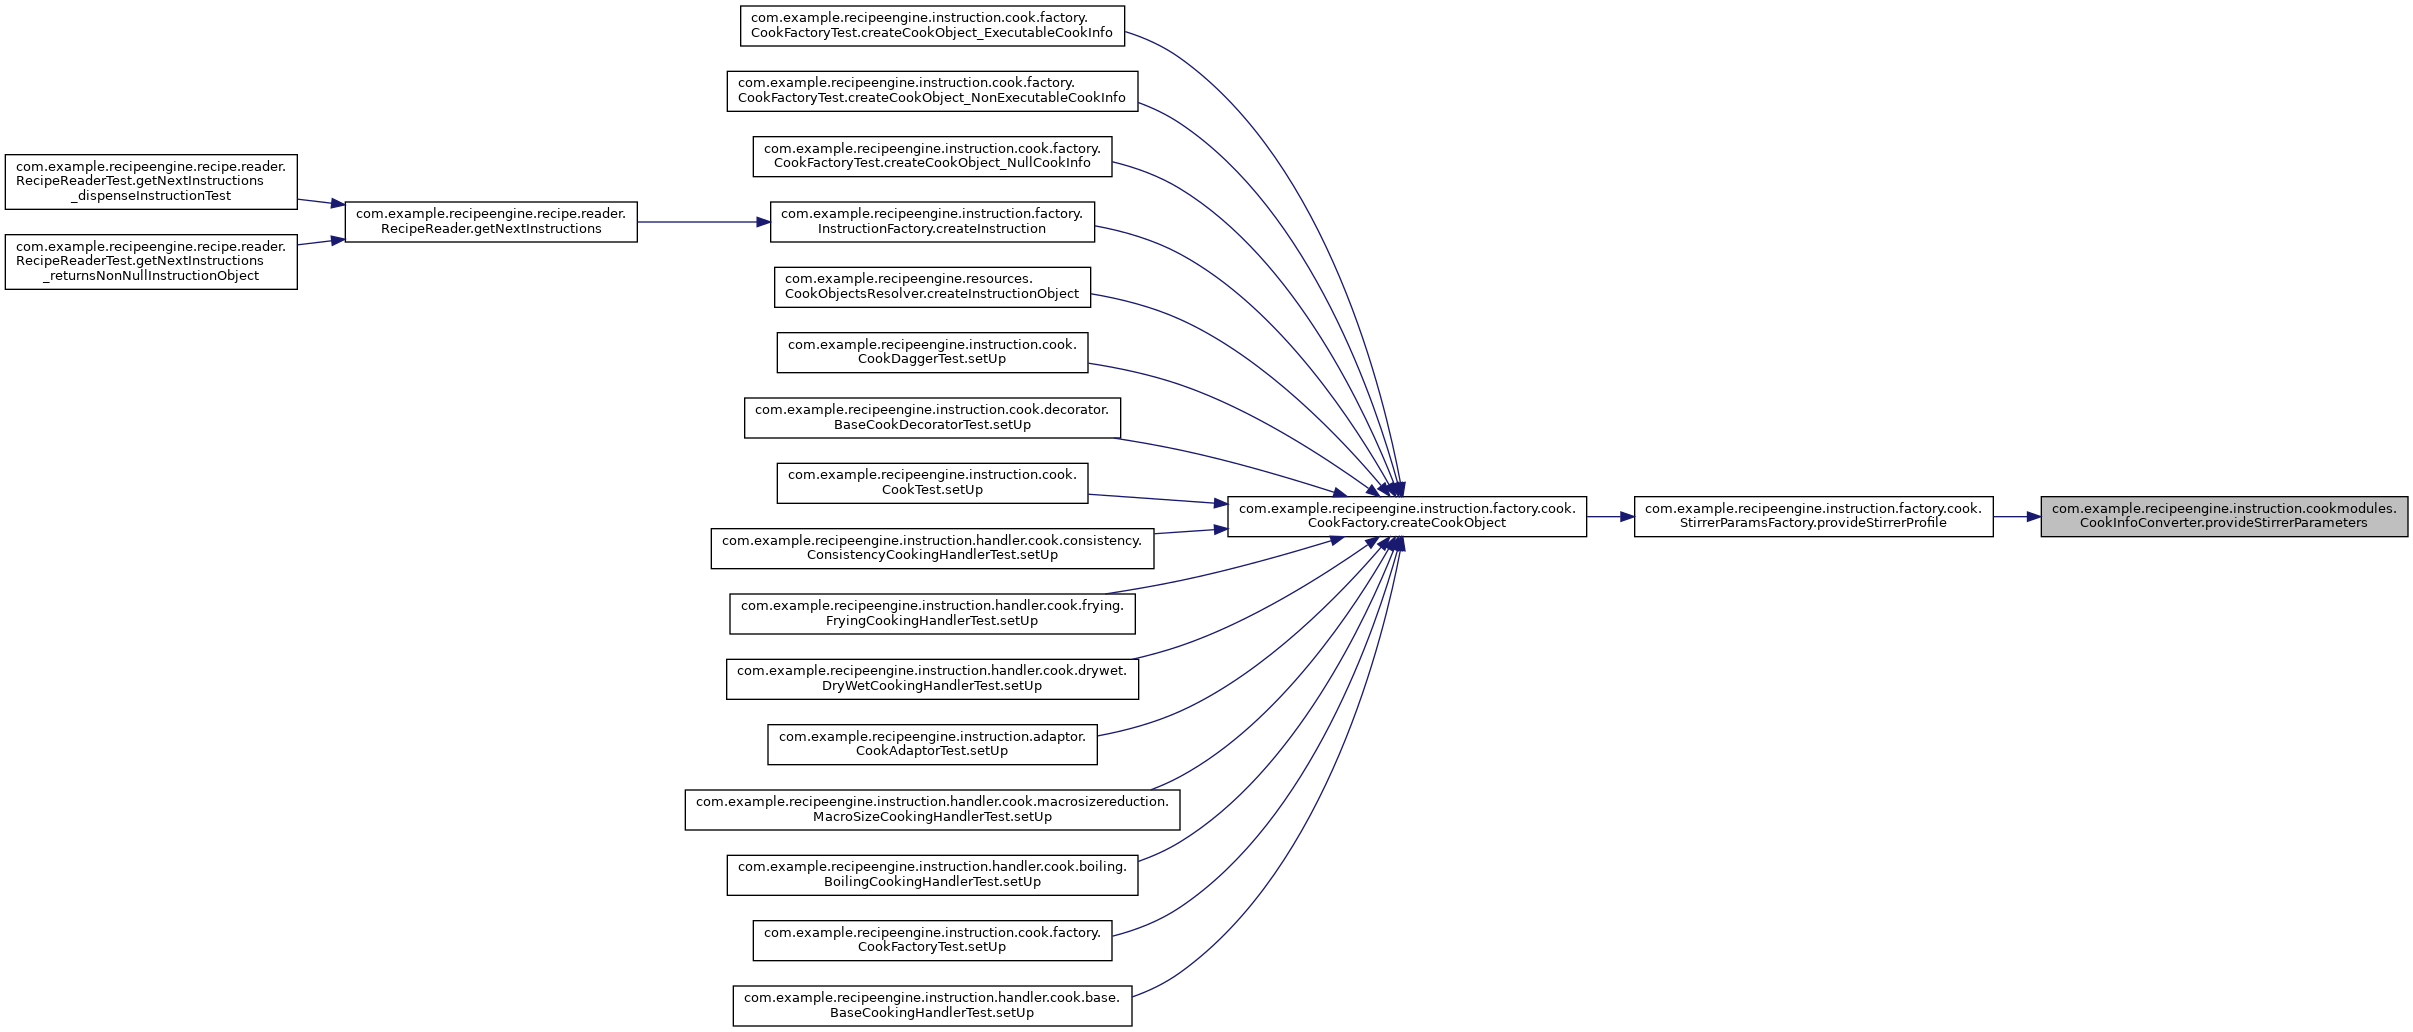 com.example.recipeengine.recipe.reader.
RecipeReaderTest.getNextInstructions
_dispenseInstructionTest
com.example.recipeengine.recipe.reader.
RecipeReaderTest.getNextInstructions
_returnsNonNullInstructionObject
com.example.recipeengine.recipe.reader.
RecipeReader.getNextInstructions
com.example.recipeengine.instruction.cook.factory.
CookFactoryTest.createCookObject_ExecutableCookInfo
com.example.recipeengine.instruction.cook.factory.
CookFactoryTest.createCookObject_NonExecutableCookInfo
com.example.recipeengine.instruction.cook.factory.
CookFactoryTest.createCookObject_NullCookInfo
com.example.recipeengine.instruction.factory.
InstructionFactory.createInstruction
com.example.recipeengine.resources.
CookObjectsResolver.createInstructionObject
com.example.recipeengine.instruction.cook.
CookDaggerTest.setUp
com.example.recipeengine.instruction.cook.decorator.
BaseCookDecoratorTest.setUp
com.example.recipeengine.instruction.cook.
CookTest.setUp
com.example.recipeengine.instruction.handler.cook.consistency.
ConsistencyCookingHandlerTest.setUp
com.example.recipeengine.instruction.handler.cook.frying.
FryingCookingHandlerTest.setUp
com.example.recipeengine.instruction.handler.cook.drywet.
DryWetCookingHandlerTest.setUp
com.example.recipeengine.instruction.adaptor.
CookAdaptorTest.setUp
com.example.recipeengine.instruction.handler.cook.macrosizereduction.
MacroSizeCookingHandlerTest.setUp
com.example.recipeengine.instruction.handler.cook.boiling.
BoilingCookingHandlerTest.setUp
com.example.recipeengine.instruction.cook.factory.
CookFactoryTest.setUp
com.example.recipeengine.instruction.handler.cook.base.
BaseCookingHandlerTest.setUp
com.example.recipeengine.instruction.factory.cook.
CookFactory.createCookObject
com.example.recipeengine.instruction.factory.cook.
StirrerParamsFactory.provideStirrerProfile
com.example.recipeengine.instruction.cookmodules.
CookInfoConverter.provideStirrerParameters